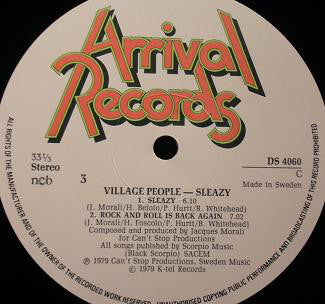 Arrival
Records
33⅓
Stereo
DS 4060
ncb
3
C
Made in Sweden
VILLAGE PEOPLE — SLEAZY
1. SLEAZY 6.10
(J. Morali/H. Belolo/P. Hurtt/B. Whitehead)
2. ROCK AND ROLL IS BACK AGAIN 7.02
(J. Morali/H. Foscolo/P. Hurtt/B. Whitehead)
Composed and produced by Jacques Morali
for Can't Stop Productions
All songs published by Scorpio Music
(Black Scorpio) SACEM
℗ 1979 Can't Stop Productions, Sweden Music
© 1979 K-tel Records
ALL RIGHTS OF THE MANUFACTURER AND OF THE OWNER OF THE RECORDED WORK RESERVED. UNAUTHORISED COPYING PUBLIC PERFORMANCE AND BROADCASTING OF THIS RECORD PROHIBITED